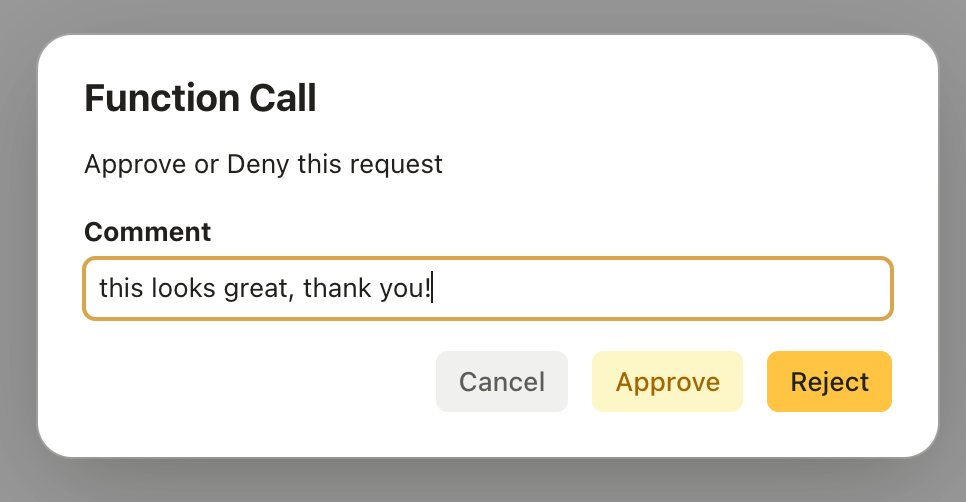 Function Call
Approve or Deny this request
Comment
this looks great, thank you!
Cancel Approve Reject